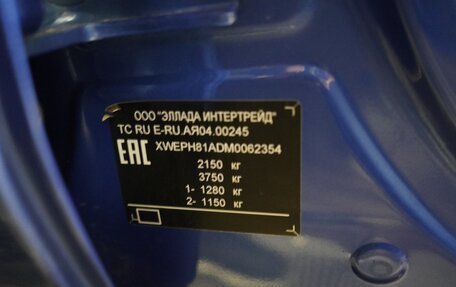 ООО "ЭЛЛАДА ИНТЕРТРЕЙД"
ТС RU E-RU.АЯ04.00245
EAC XWEPH81ADM0062354
2150 кг
3750 кг
1- 1280 кг
2- 1150 кг